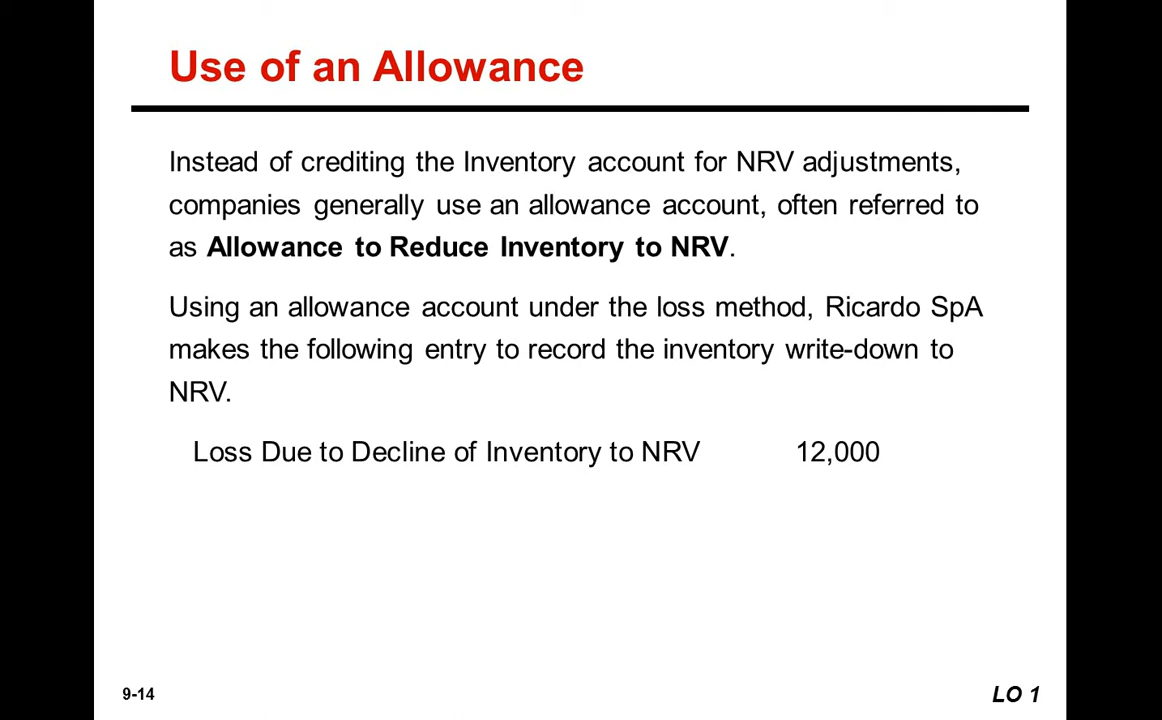 Use of an Allowance
Instead of crediting the Inventory account for NRV adjustments,
companies generally use an allowance account, often referred to
as Allowance to Reduce Inventory to NRV.
Using an allowance account under the loss method, Ricardo SpA
makes the following entry to record the inventory write-down to
NRV.
Loss Due to Decline of Inventory to NRV 12,000
9-14 LO 1